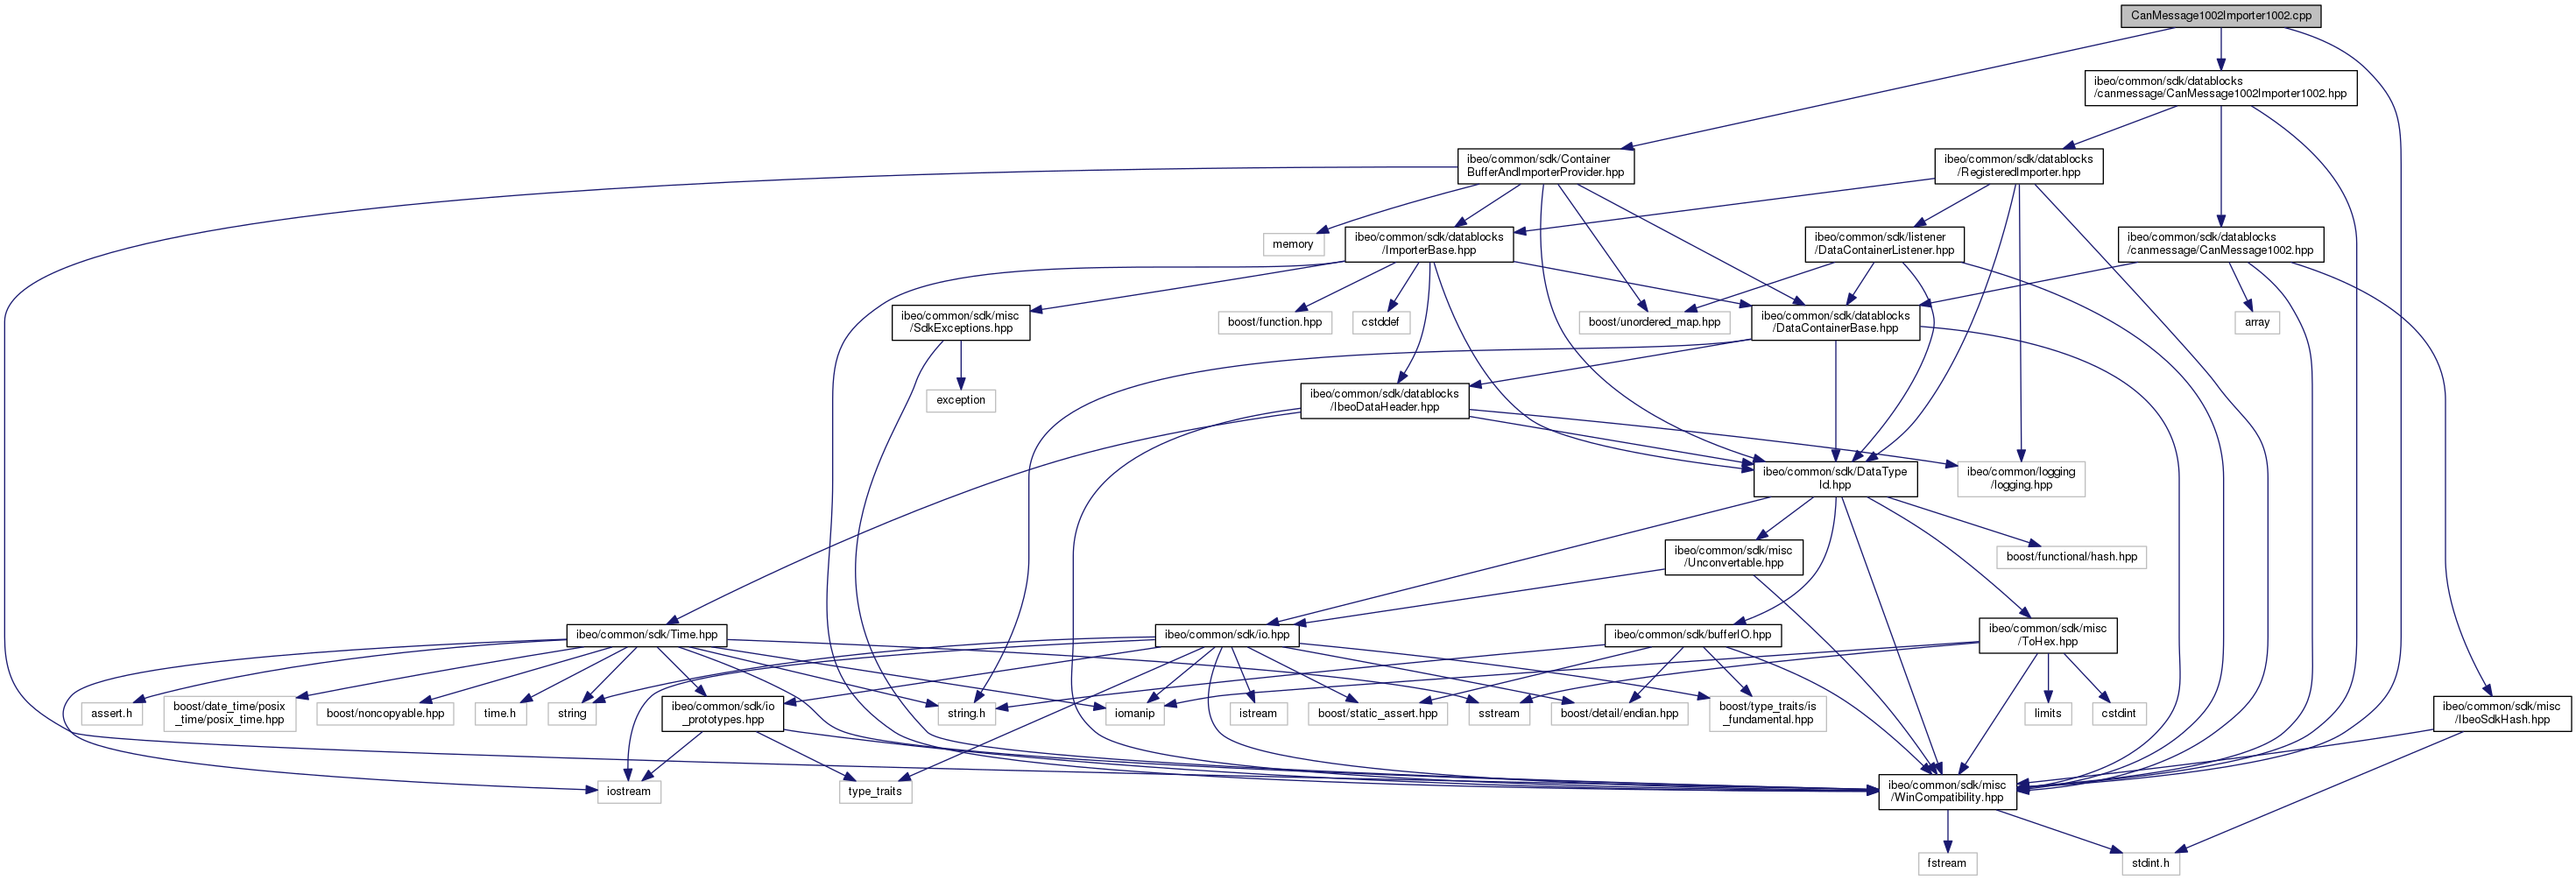 CanMessage1002Importer1002.cpp
ibeo/common/sdk/datablocks
/canmessage/CanMessage1002Importer1002.hpp
ibeo/common/sdk/Container
BufferAndImporterProvider.hpp
ibeo/common/sdk/datablocks
/RegisteredImporter.hpp
memory
ibeo/common/sdk/datablocks
/ImporterBase.hpp
ibeo/common/sdk/listener
/DataContainerListener.hpp
ibeo/common/sdk/datablocks
/canmessage/CanMessage1002.hpp
ibeo/common/sdk/misc
/SdkExceptions.hpp
boost/function.hpp
cstddef
boost/unordered_map.hpp
ibeo/common/sdk/datablocks
/DataContainerBase.hpp
array
exception
ibeo/common/sdk/datablocks
/IbeoDataHeader.hpp
ibeo/common/sdk/DataType
Id.hpp
ibeo/common/logging
/logging.hpp
ibeo/common/sdk/misc
/Unconvertable.hpp
boost/functional/hash.hpp
ibeo/common/sdk/Time.hpp
ibeo/common/sdk/io.hpp
ibeo/common/sdk/bufferIO.hpp
ibeo/common/sdk/misc
/ToHex.hpp
assert.h
boost/date_time/posix
_time/posix_time.hpp
boost/noncopyable.hpp
time.h
string
ibeo/common/sdk/io
_prototypes.hpp
string.h
iomanip
istream
boost/static_assert.hpp
sstream
boost/detail/endian.hpp
boost/type_traits/is
_fundamental.hpp
limits
cstdint
ibeo/common/sdk/misc
/IbeoSdkHash.hpp
iostream
type_traits
ibeo/common/sdk/misc
/WinCompatibility.hpp
fstream
stdint.h